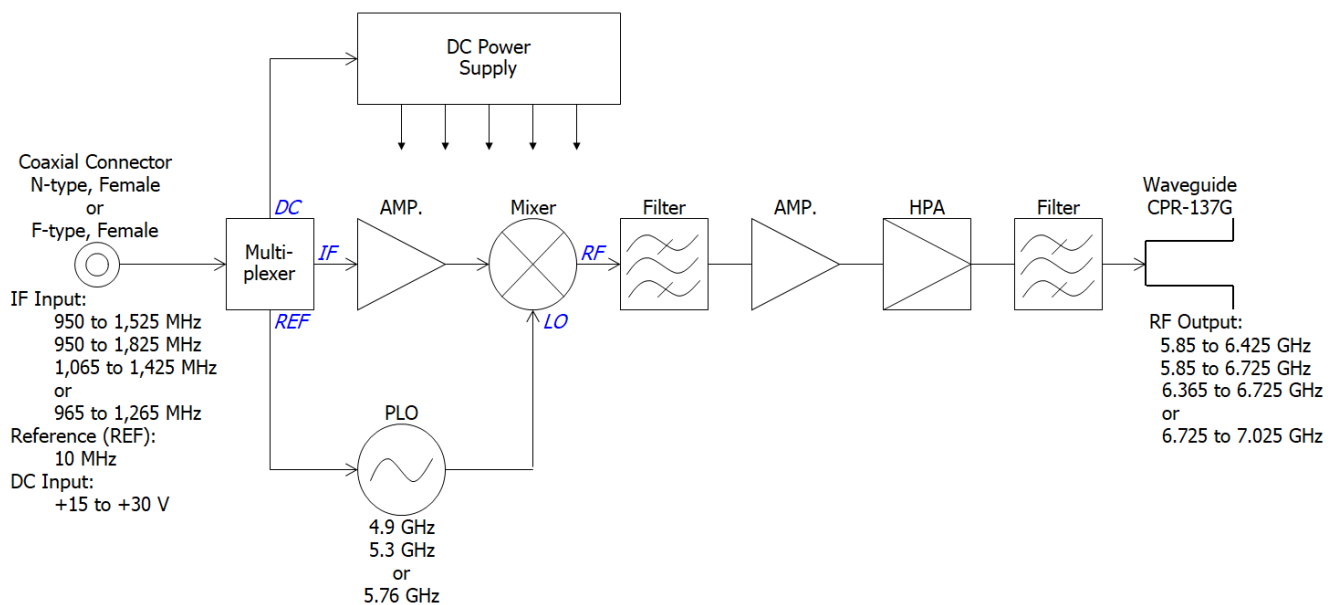 DC Power
Supply
Coaxial Connector
N-type, Female
or
F-type, Female
DC
Multi-
plexer
IF
REF
AMP.
Mixer
RF
LO
Filter
AMP.
HPA
Filter
Waveguide
CPR-137G
IF Input:
950 to 1,525 MHz
950 to 1,825 MHz
1,065 to 1,425 MHz
or
965 to 1,265 MHz
Reference (REF):
10 MHz
DC Input:
+15 to +30 V
PLO
4.9 GHz
5.3 GHz
or
5.76 GHz
RF Output:
5.85 to 6.425 GHz
5.85 to 6.725 GHz
6.365 to 6.725 GHz
or
6.725 to 7.025 GHz